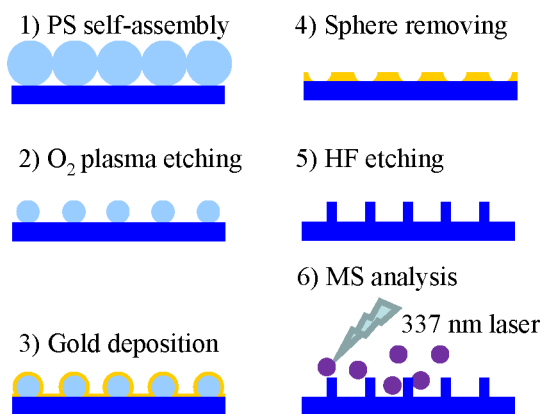 1) PS self-assembly
2) O₂ plasma etching
3) Gold deposition
4) Sphere removing
5) HF etching
6) MS analysis
337 nm laser